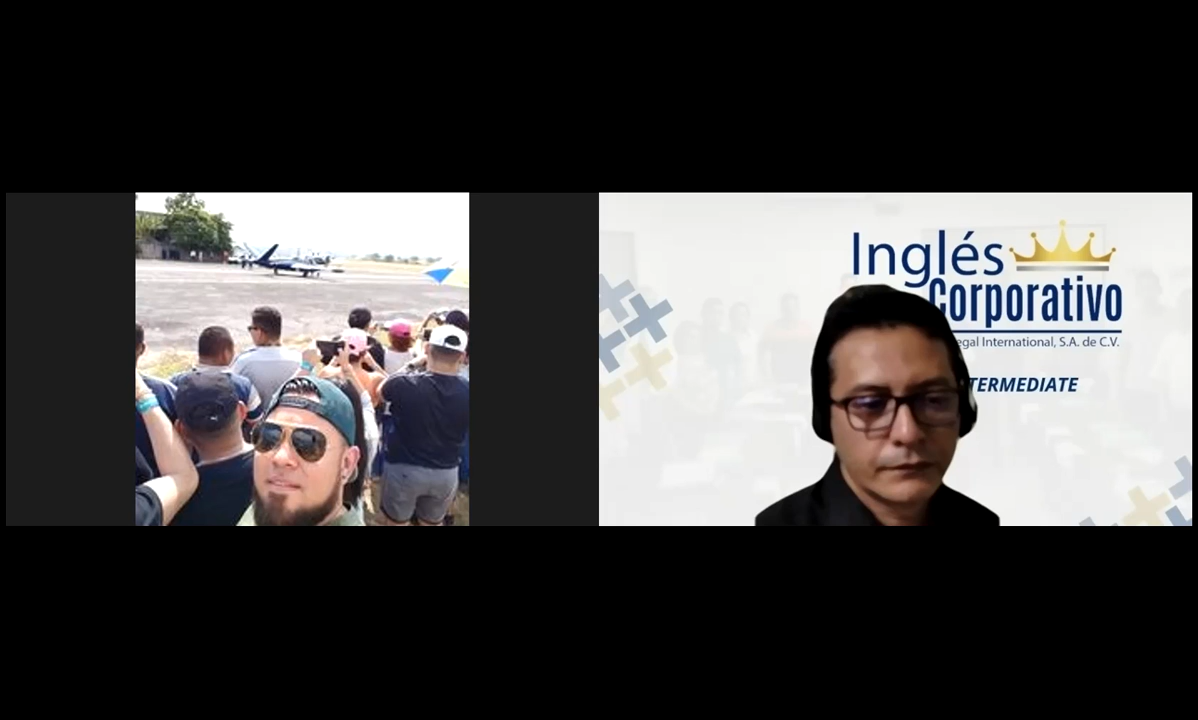 Inglés
Corporativo
egal International, S.A. de C.V.
TERMEDIATE